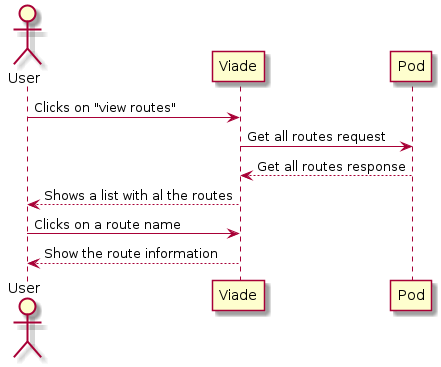 User
Viade
Pod
Clicks on "view routes"
Get all routes request
Get all routes response
Shows a list with al the routes
Clicks on a route name
Show the route information
User
Viade
Pod